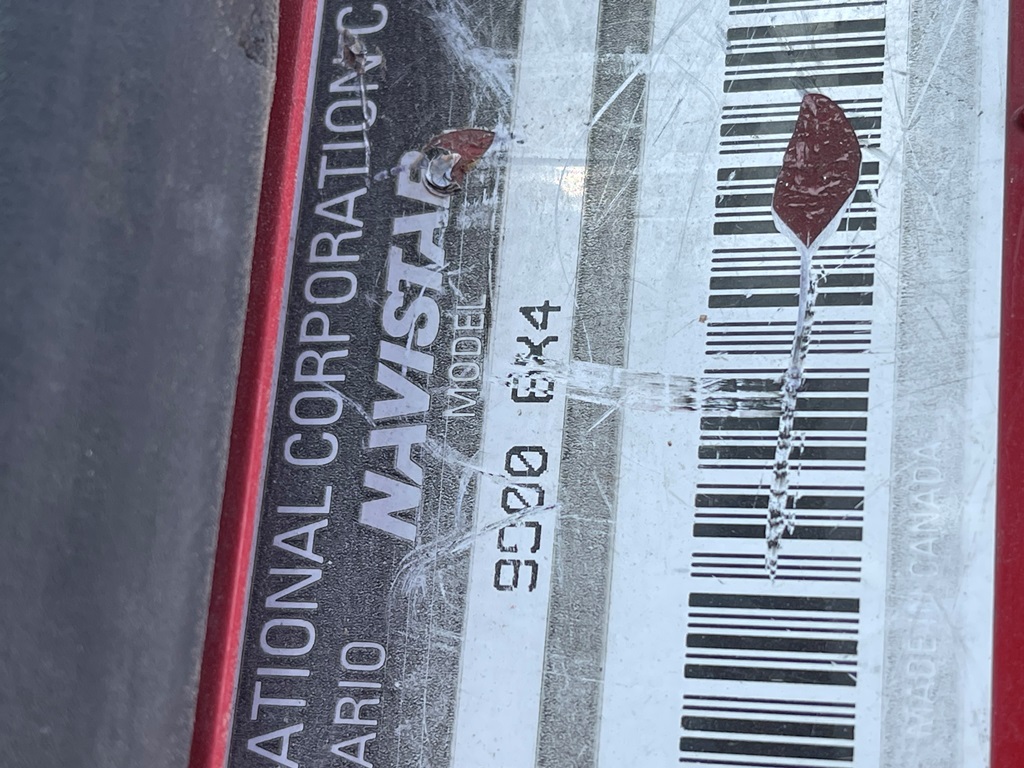 ATIONAL CORPORATION C
ARIO
NAVISTAR
MODEL
9900 6X4
MADE IN CANADA